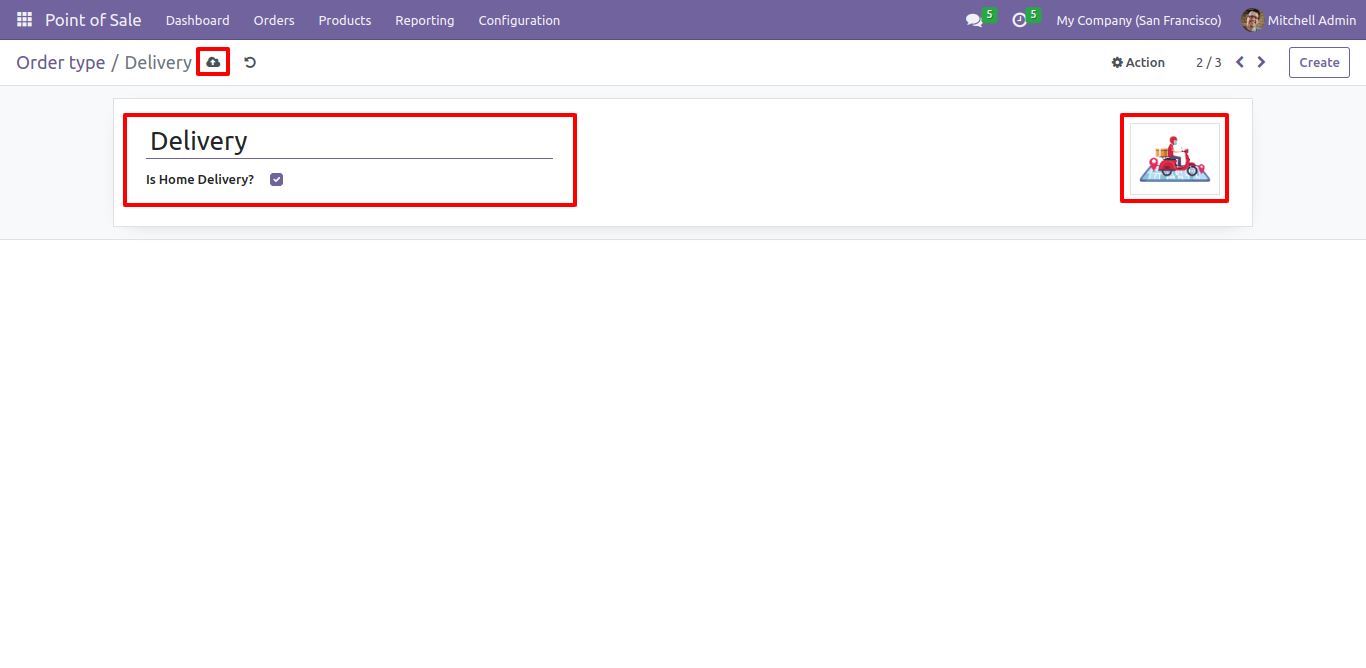 Point of Sale Dashboard Orders Products Reporting Configuration 5 5 My Company (San Francisco) Mitchell Admin
Order type / Delivery Action 2 / 3 Create
Delivery
Is Home Delivery?